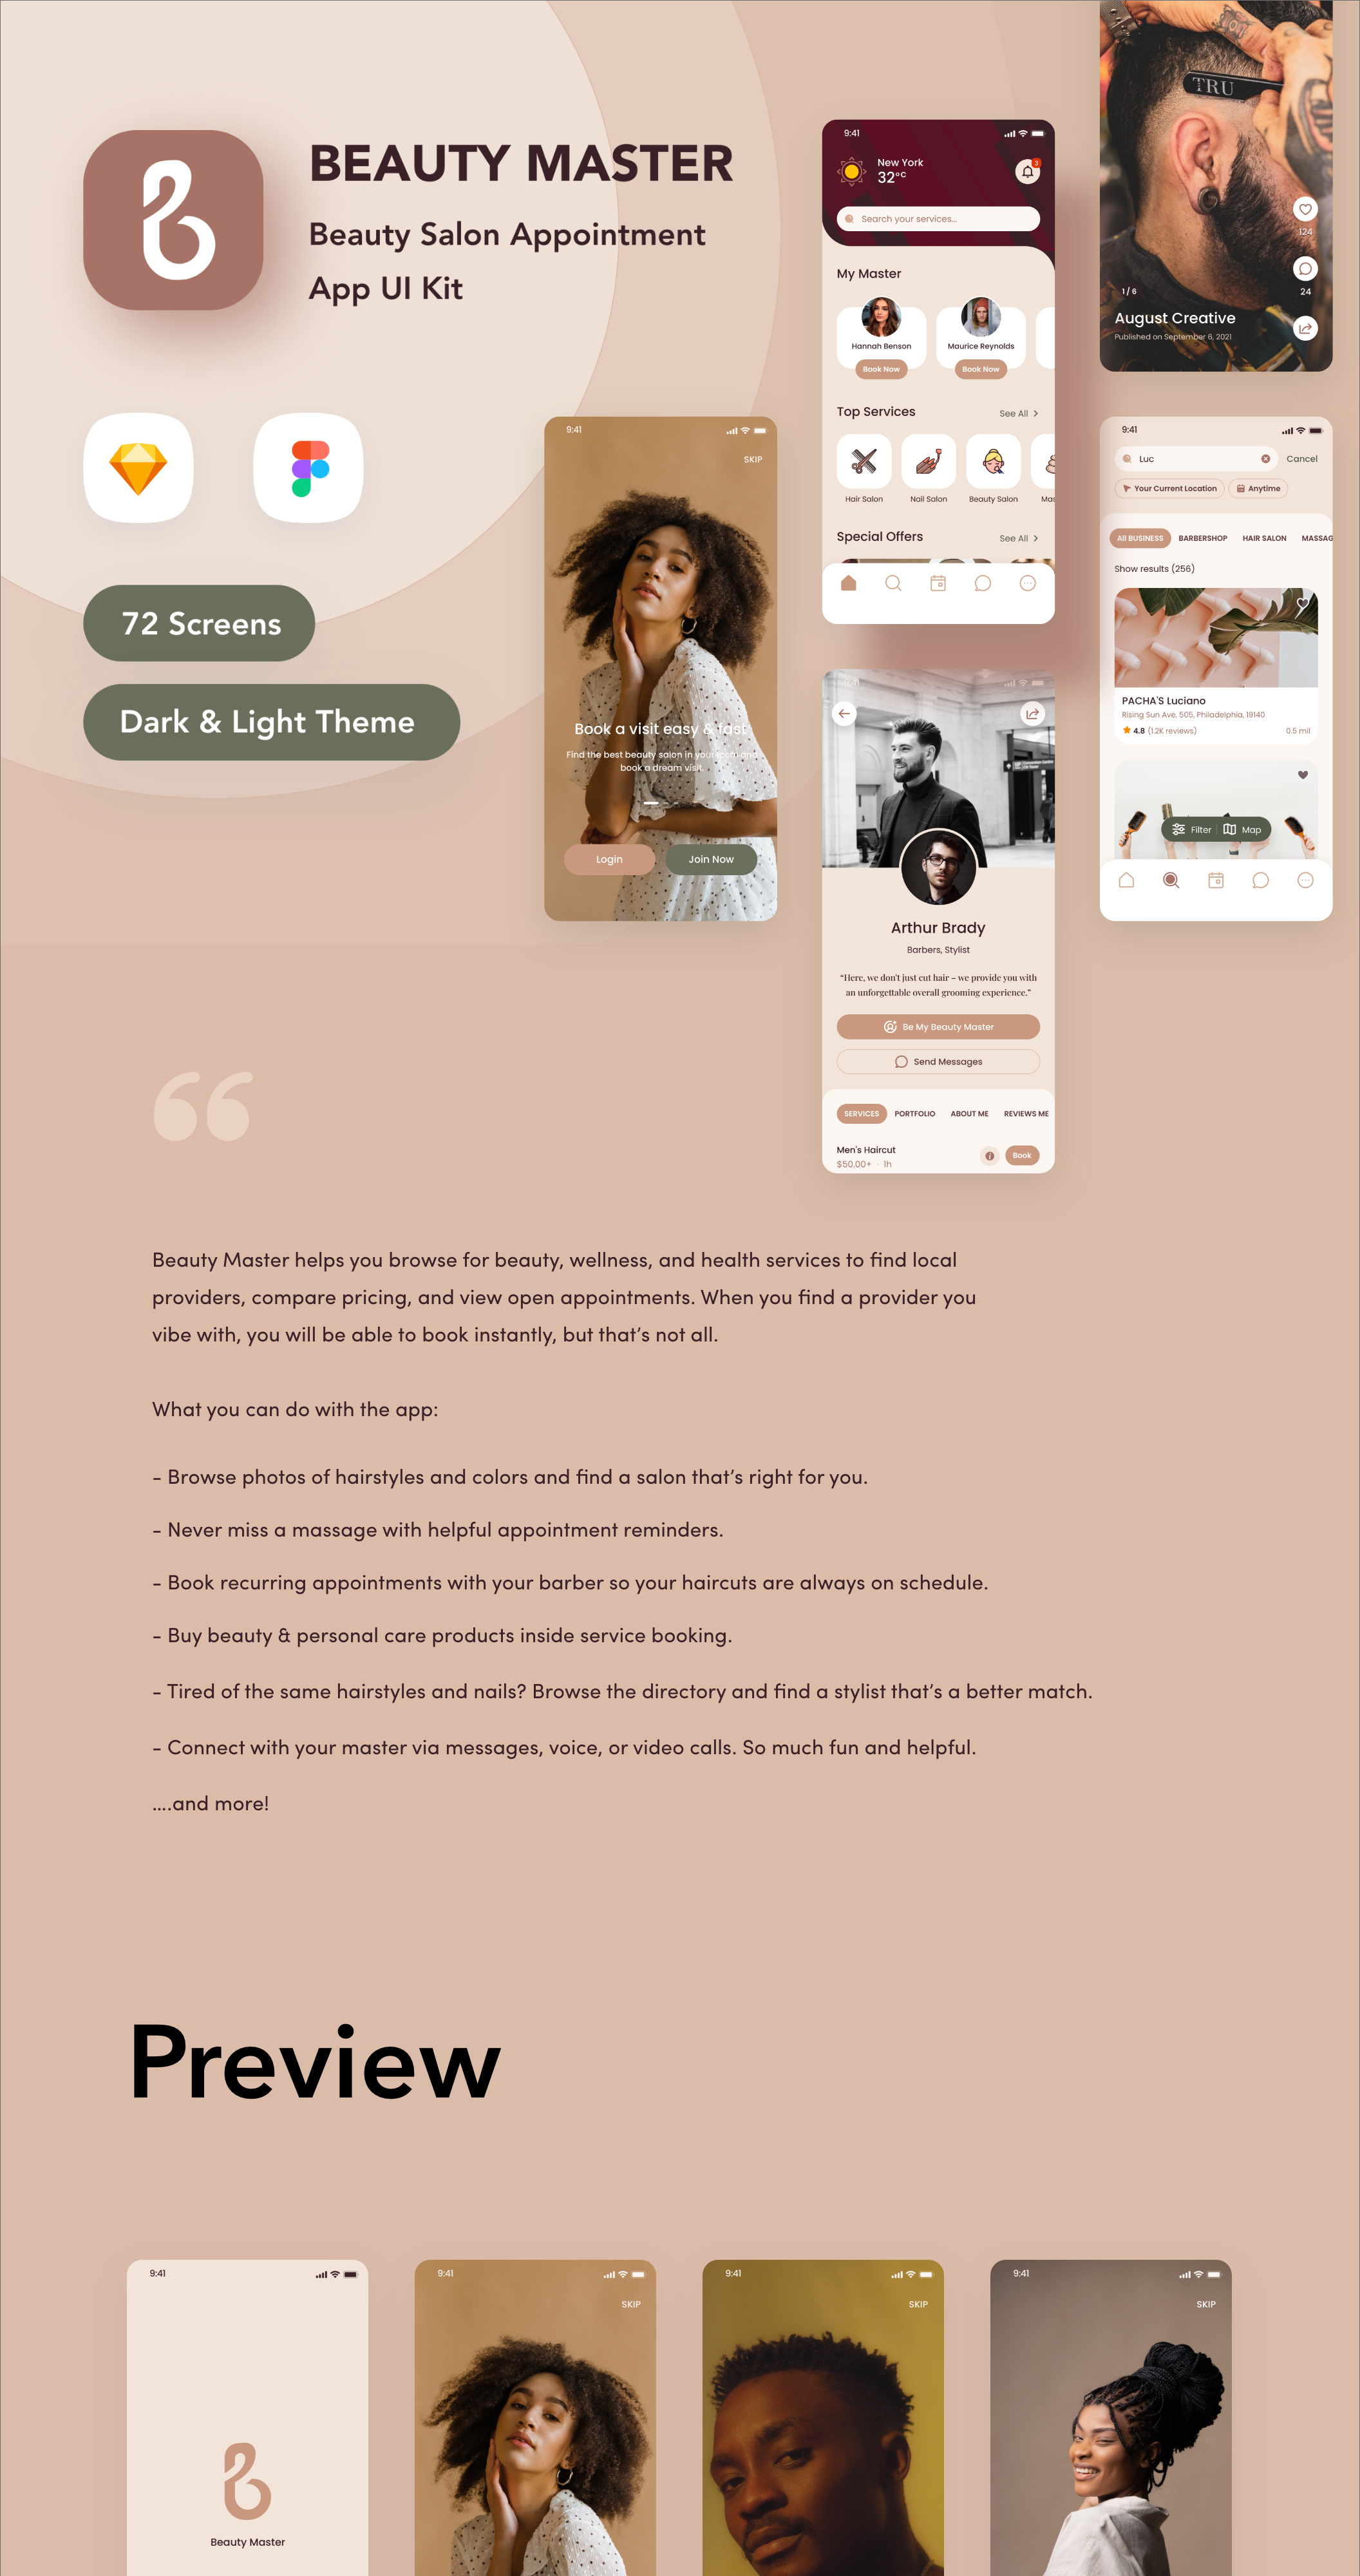 BEAUTY MASTER
Beauty Salon Appointment
App UI Kit
72 Screens
Dark & Light Theme
9:41
SKIP
Book a visit easy & fast
Find the best beauty salon in your local and
book a dream visit.
Login
Join Now
9:41
New York
32°C
3
Search your services...
My Master
Hannah Benson
Maurice Reynolds
Book Now
Book Now
Top Services
See All
Hair Salon
Nail Salon
Beauty Salon
Mas
Special Offers
See All
TRU
124
24
1 / 6
August Creative
Published on September 6, 2021
9:41
Luc
Cancel
Your Current Location
Anytime
All BUSINESS
BARBERSHOP
HAIR SALON
MASSAG
Show results (256)
PACHA'S Luciano
Rising Sun Ave, 505, Philadelphia, 19140
4.8 (1.2K reviews)
0.5 mil
Filter
Map
9:41
Arthur Brady
Barbers, Stylist
“Here, we don't just cut hair – we provide you with
an unforgettable overall grooming experience.”
Be My Beauty Master
Send Messages
SERVICES
PORTFOLIO
ABOUT ME
REVIEWS ME
Men's Haircut
$50.00+ · 1h
Book
“
Beauty Master helps you browse for beauty, wellness, and health services to find local
providers, compare pricing, and view open appointments. When you find a provider you
vibe with, you will be able to book instantly, but that’s not all.
What you can do with the app:
- Browse photos of hairstyles and colors and find a salon that’s right for you.
- Never miss a massage with helpful appointment reminders.
- Book recurring appointments with your barber so your haircuts are always on schedule.
- Buy beauty & personal care products inside service booking.
- Tired of the same hairstyles and nails? Browse the directory and find a stylist that’s a better match.
- Connect with your master via messages, voice, or video calls. So much fun and helpful.
....and more!
Preview
9:41
Beauty Master
9:41
SKIP
9:41
SKIP
9:41
SKIP